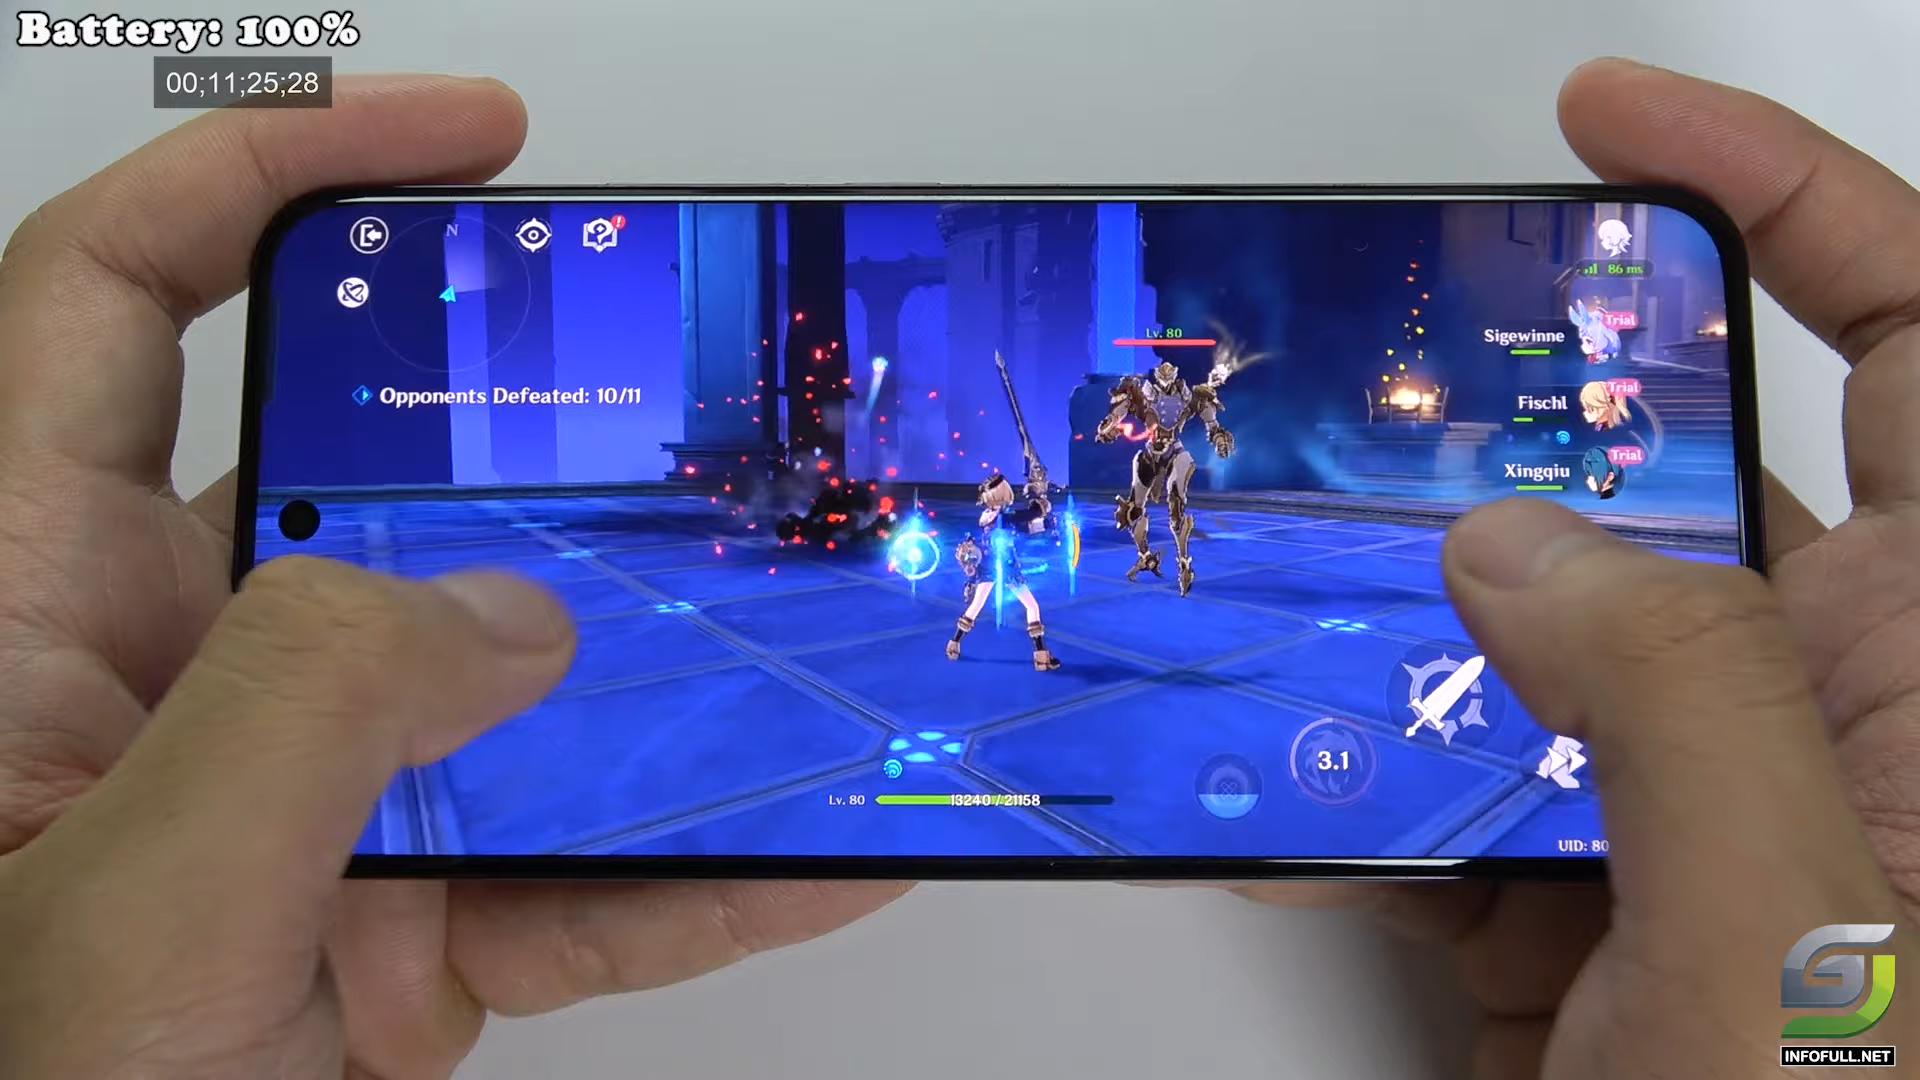 Battery: 100%
00;11;25;28
N
86 ms
Lv. 80
Trial
Sigewinne
Trial
Opponents Defeated: 10/11
Fischl
Trial
Xingqiu
3.1
Lv. 80 13240 / 21158
UID: 80
INFOFULL.NET